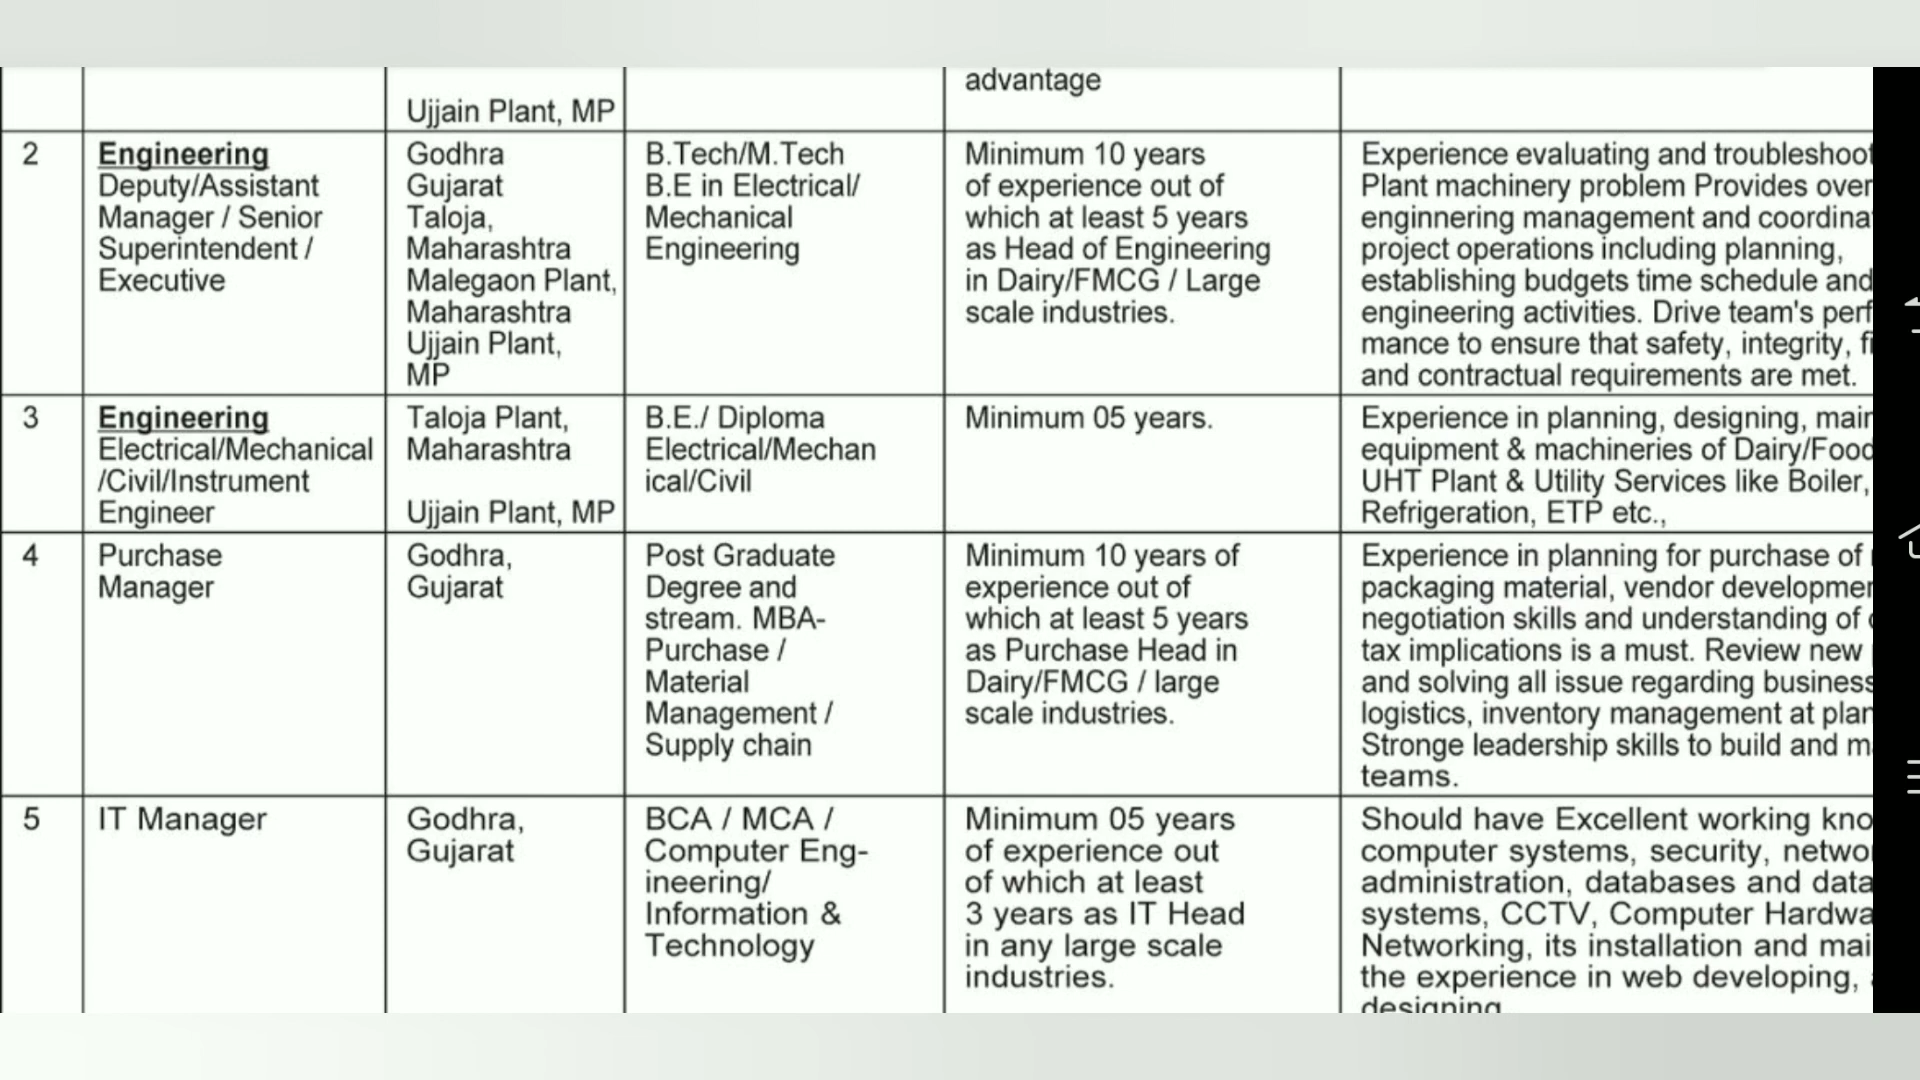 advantage
Ujjain Plant, MP
2
Engineering
Deputy/Assistant
Manager / Senior
Superintendent /
Executive
Godhra
Gujarat
Taloja,
Maharashtra
Malegaon Plant,
Maharashtra
Ujjain Plant,
MP
B.Tech/M.Tech
B.E in Electrical/
Mechanical
Engineering
Minimum 10 years
of experience out of
which at least 5 years
as Head of Engineering
in Dairy/FMCG / Large
scale industries.
Experience evaluating and troubleshoot
Plant machinery problem Provides over
enginnering management and coordina
project operations including planning,
establishing budgets time schedule and
engineering activities. Drive team's perf
mance to ensure that safety, integrity, fi
and contractual requirements are met.
3
Engineering
Electrical/Mechanical
/Civil/Instrument
Engineer
Taloja Plant,
Maharashtra
Ujjain Plant, MP
B.E./ Diploma
Electrical/Mechan
ical/Civil
Minimum 05 years.
Experience in planning, designing, main
equipment & machineries of Dairy/Food
UHT Plant & Utility Services like Boiler,
Refrigeration, ETP etc.,
4
Purchase
Manager
Godhra,
Gujarat
Post Graduate
Degree and
stream. MBA-
Purchase /
Material
Management /
Supply chain
Minimum 10 years of
experience out of
which at least 5 years
as Purchase Head in
Dairy/FMCG / large
scale industries.
Experience in planning for purchase of
packaging material, vendor developmen
negotiation skills and understanding of
tax implications is a must. Review new
and solving all issue regarding business
logistics, inventory management at plan
Stronge leadership skills to build and m
teams.
5
IT Manager
Godhra,
Gujarat
BCA / MCA /
Computer Eng-
ineering/
Information &
Technology
Minimum 05 years
of experience out
of which at least
3 years as IT Head
in any large scale
industries.
Should have Excellent working kno
computer systems, security, netwo
administration, databases and data
systems, CCTV, Computer Hardwa
Networking, its installation and mai
the experience in web developing,
designing